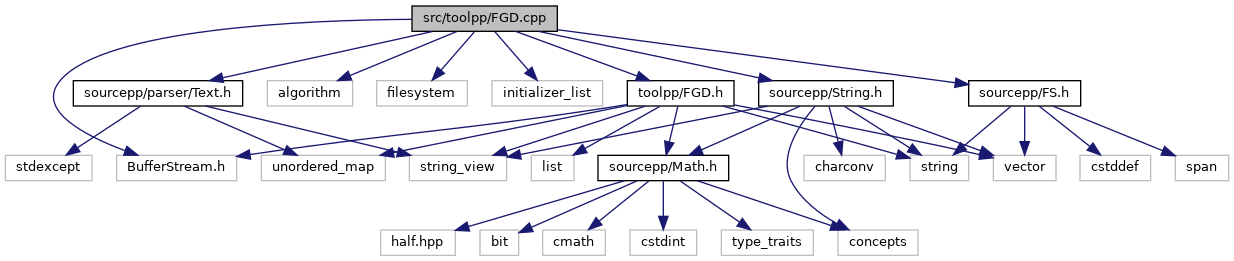 src/toolpp/FGD.cpp
sourcepp/parser/Text.h
algorithm
filesystem
initializer_list
toolpp/FGD.h
sourcepp/String.h
sourcepp/FS.h
stdexcept
BufferStream.h
unordered_map
string_view
list
sourcepp/Math.h
charconv
string
vector
cstddef
span
half.hpp
bit
cmath
cstdint
type_traits
concepts